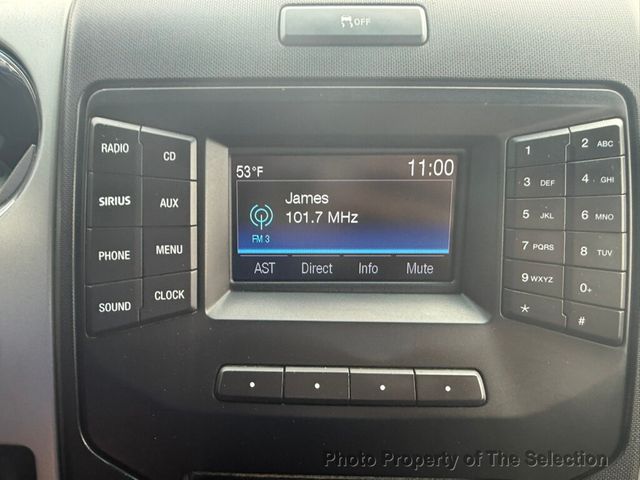 OFF
RADIO
CD
SIRIUS
AUX
PHONE
MENU
SOUND
CLOCK
53°F
11:00
James
101.7 MHz
FM 3
AST Direct Info Mute
1
2 ABC
3 DEF
4 GHI
5 JKL
6 MNO
7 PQRS
8 TUV
9 WXYZ
0+
*
#
Photo Property of The Selection